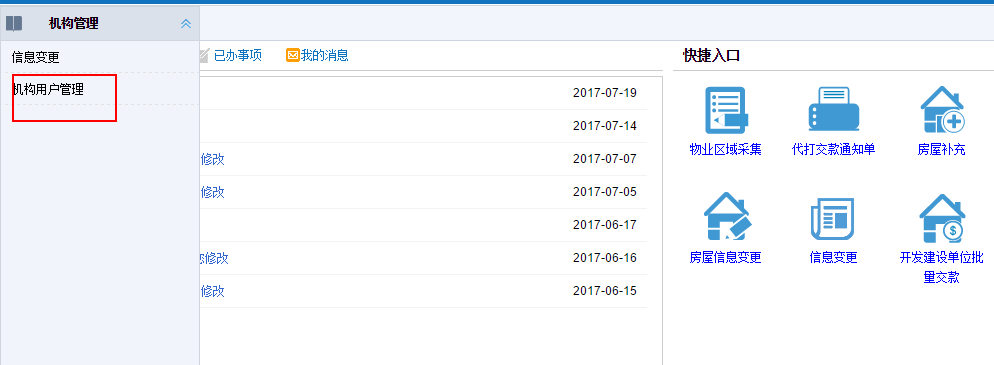 机构管理
信息变更
机构用户管理
已办事项
我的消息
2017-07-19
2017-07-14
修改
2017-07-07
修改
2017-07-05
2017-06-17
您修改
2017-06-16
修改
2017-06-15
快捷入口
物业区域采集
代打交款通知单
房屋补充
房屋信息变更
信息变更
开发建设单位批
量交款